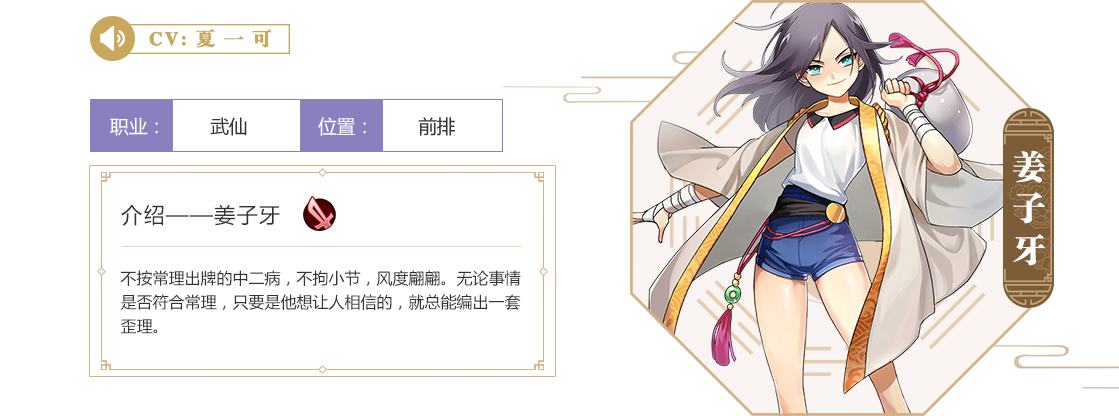 CV: 夏一可
职业： 武仙 位置： 前排
介绍——姜子牙
不按常理出牌的中二病，不拘小节，风度翩翩。无论事情
是否符合常理，只要是他想让人相信的，就总能编出一套
歪理。
姜子牙